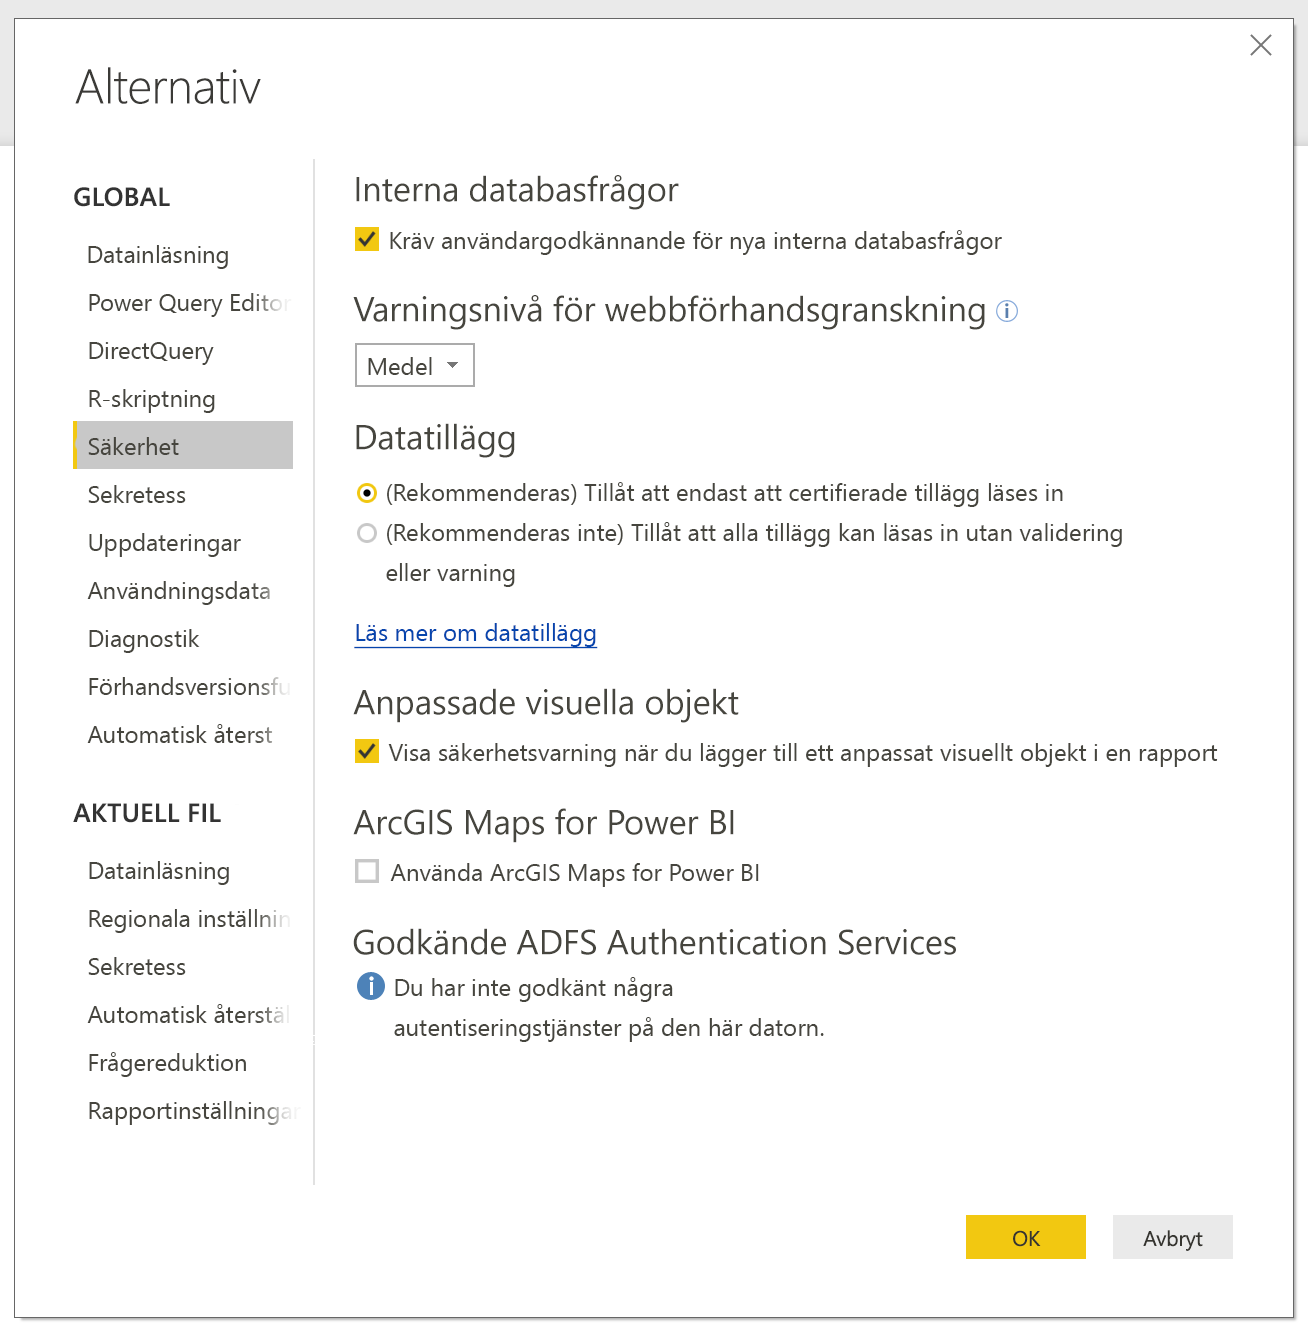 Alternativ
GLOBAL
Datainläsning
Power Query Editor
DirectQuery
R-skriptning
Säkerhet
Sekretess
Uppdateringar
Användningsdata
Diagnostik
Förhandsversionsfu
Automatisk återst
AKTUELL FIL
Datainläsning
Regionala inställnin
Sekretess
Automatisk återstäl
Frågereduktion
Rapportinställningar
Interna databasfrågor
Kräv användargodkännande för nya interna databasfrågor
Varningsnivå för webbförhandsgranskning
Medel
Datatillägg
(Rekommenderas) Tillåt att endast att certifierade tillägg läses in
(Rekommenderas inte) Tillåt att alla tillägg kan läsas in utan validering
eller varning
Läs mer om datatillägg
Anpassade visuella objekt
Visa säkerhetsvarning när du lägger till ett anpassat visuellt objekt i en rapport
ArcGIS Maps for Power BI
Använda ArcGIS Maps for Power BI
Godkände ADFS Authentication Services
Du har inte godkänt några
autentiseringstjänster på den här datorn.
OK
Avbryt